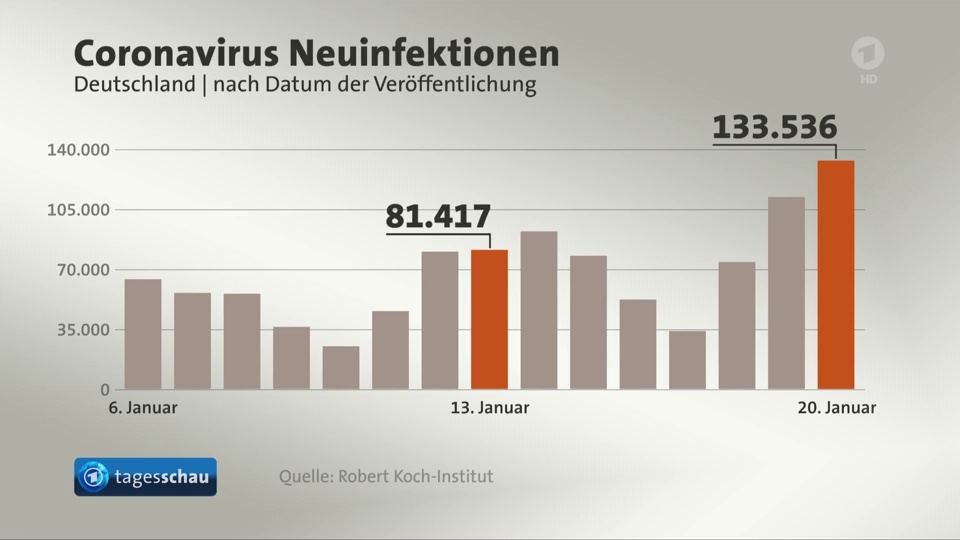 Coronavirus Neuinfektionen
Deutschland | nach Datum der Veröffentlichung
1
HD
133.536
140.000
105.000
81.417
70.000
35.000
0
6. Januar
13. Januar
20. Januar
1 tagesschau
Quelle: Robert Koch-Institut